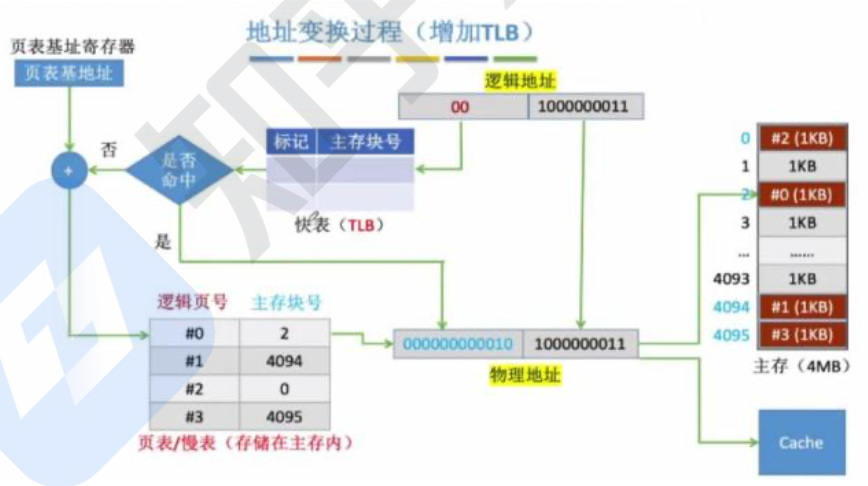 地址变换过程（增加TLB）
页表基址寄存器
页表基地址
逻辑地址
00 1000000011
标记 主存块号
否
+
是否
命中
快表（TLB）
是
逻辑页号 主存块号
#0 2
#1 4094
#2 0
#3 4095
页表/慢表（存储在主存内）
000000000010 1000000011
物理地址
0 #2 (1KB)
1 1KB
2 #0 (1KB)
3 1KB
... ......
4093 1KB
4094 #1 (1KB)
4095 #3 (1KB)
主存（4MB）
Cache